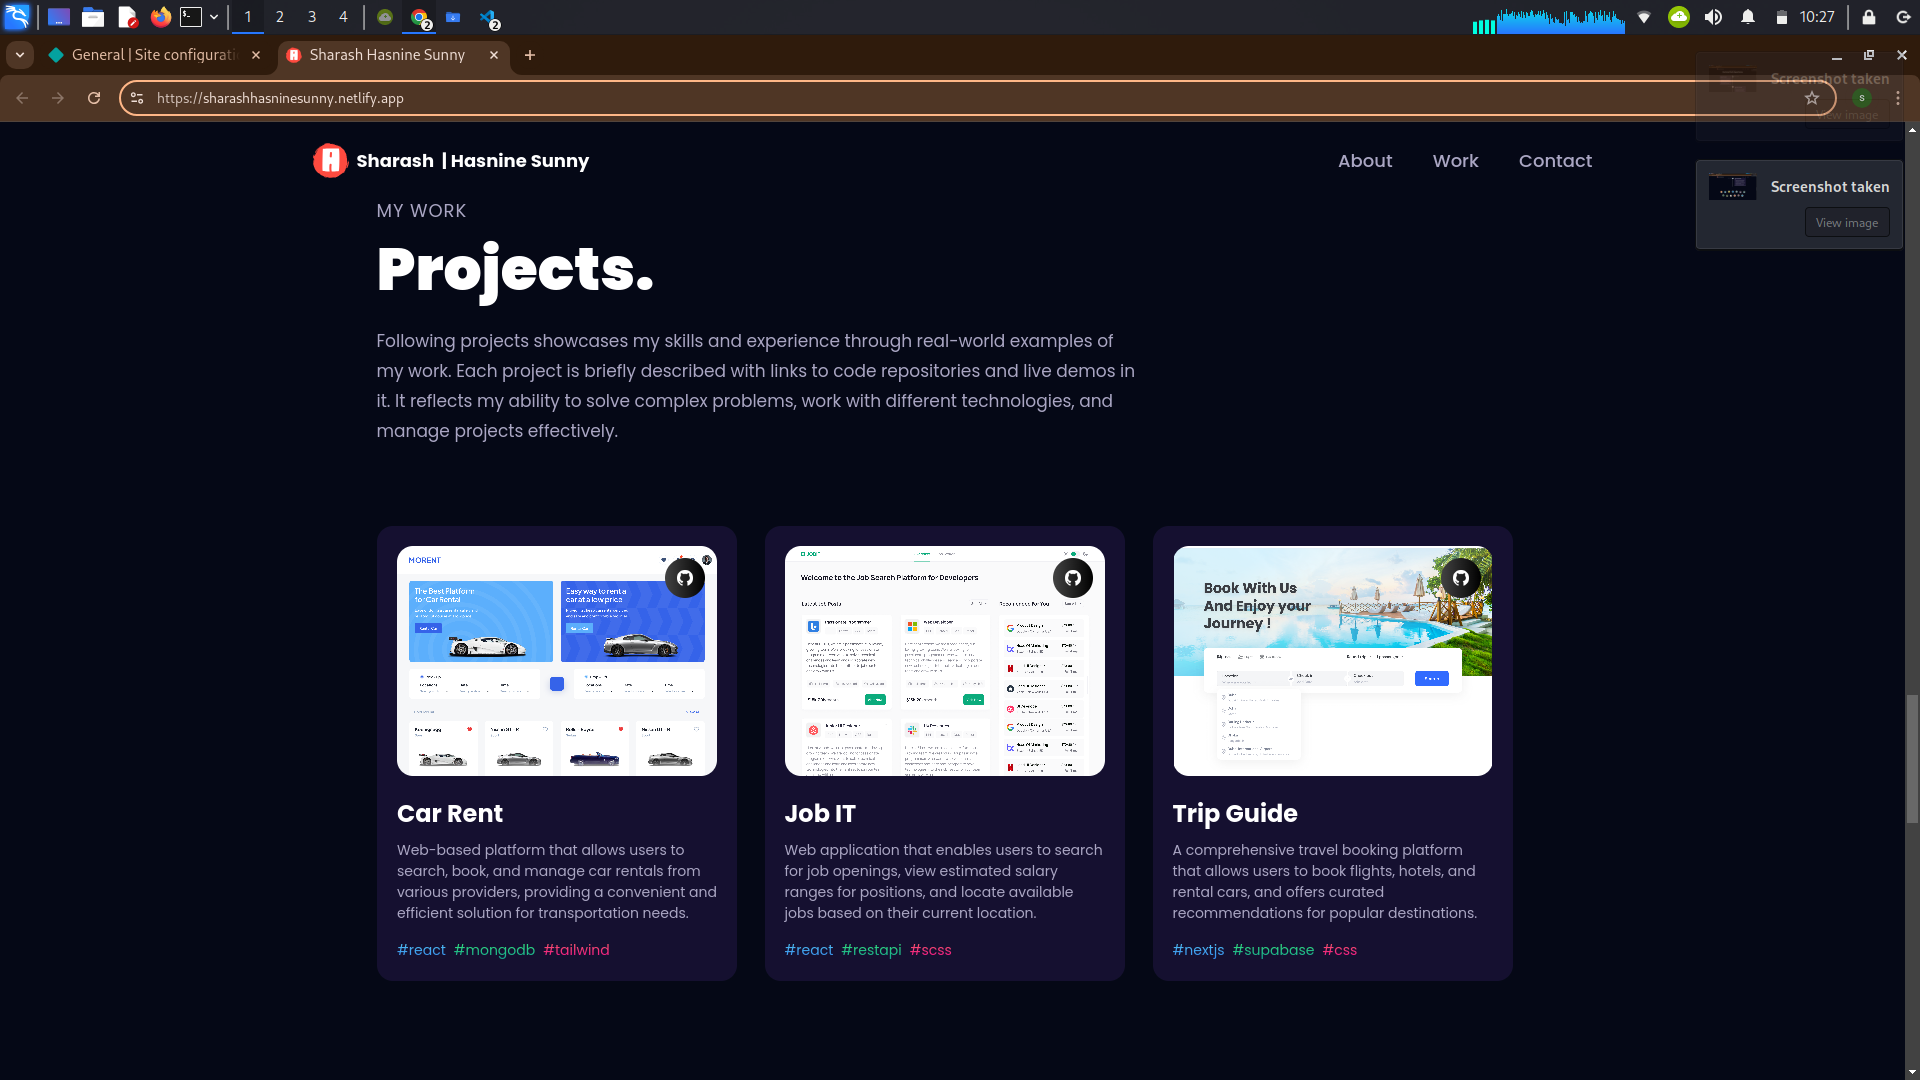 1 2 3 4
10:27
General | Site configurati
Sharash Hasnine Sunny
https://sharashhasninesunny.netlify.app
S
Screenshot taken
View image
Screenshot taken
View image
Sharash | Hasnine Sunny
About Work Contact
MY WORK
Projects.
Following projects showcases my skills and experience through real-world examples of
my work. Each project is briefly described with links to code repositories and live demos in
it. It reflects my ability to solve complex problems, work with different technologies, and
manage projects effectively.
MORENT
The Best Platform
for Car Rental
Easy way to rent a
car at a low price
Car Rent
Web-based platform that allows users to
search, book, and manage car rentals from
various providers, providing a convenient and
efficient solution for transportation needs.
#react #mongodb #tailwind
JOBIT
Welcome to the Job Search Platform for Developers
Latest Job Posts
Recommended For You
Job IT
Web application that enables users to search
for job openings, view estimated salary
ranges for positions, and locate available
jobs based on their current location.
#react #restapi #scss
Book With Us
And Enjoy your
Journey !
Trip Guide
A comprehensive travel booking platform
that allows users to book flights, hotels, and
rental cars, and offers curated
recommendations for popular destinations.
#nextjs #supabase #css